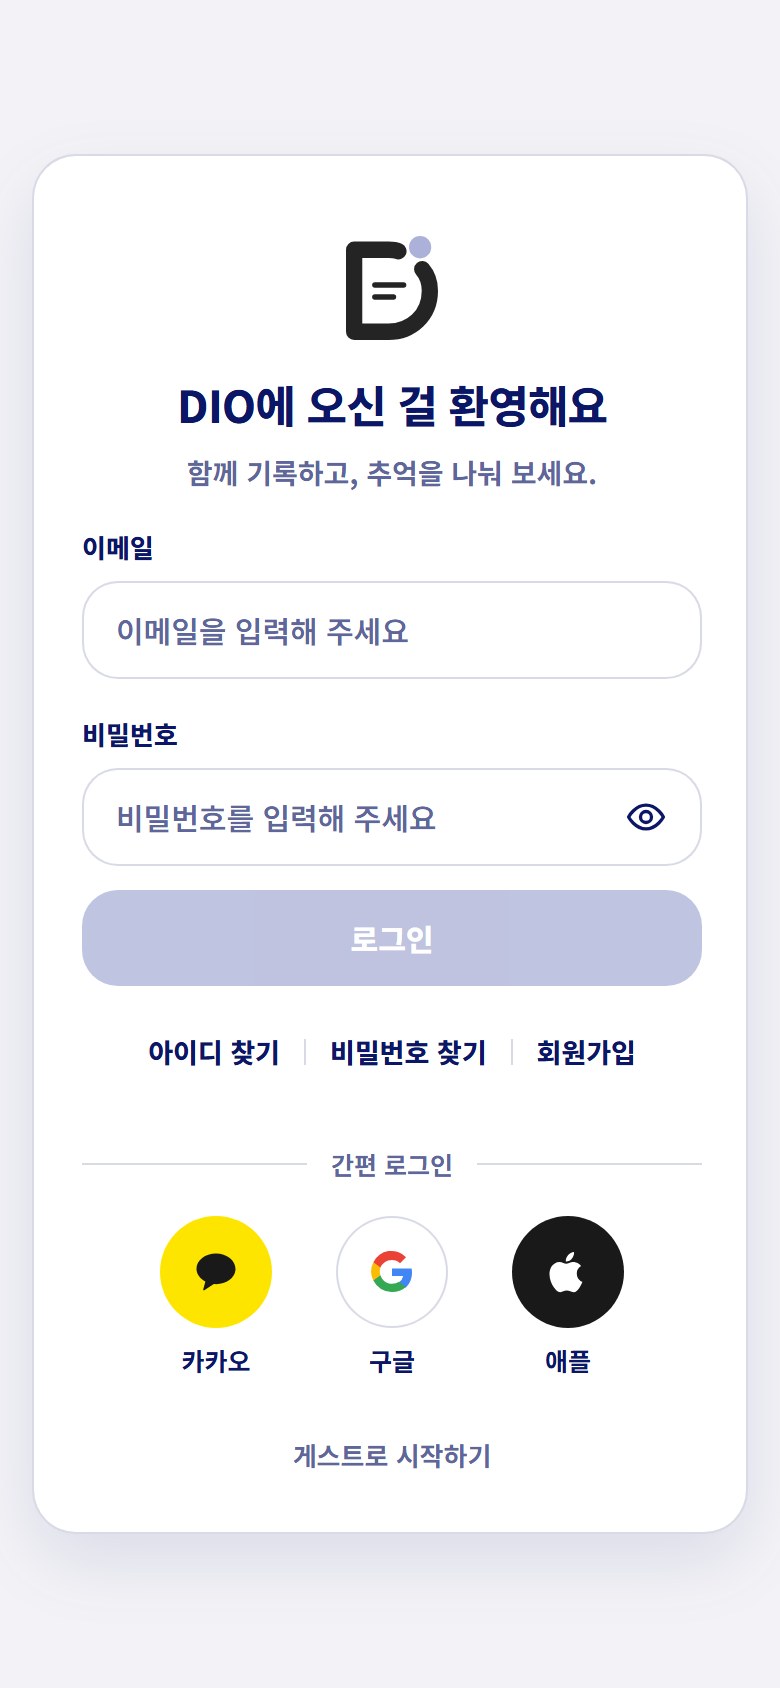 DIO에 오신 걸 환영해요
함께 기록하고, 추억을 나눠 보세요.
이메일
이메일을 입력해 주세요
비밀번호
비밀번호를 입력해 주세요
로그인
아이디 찾기 비밀번호 찾기 회원가입
간편 로그인
카카오 구글 애플
게스트로 시작하기